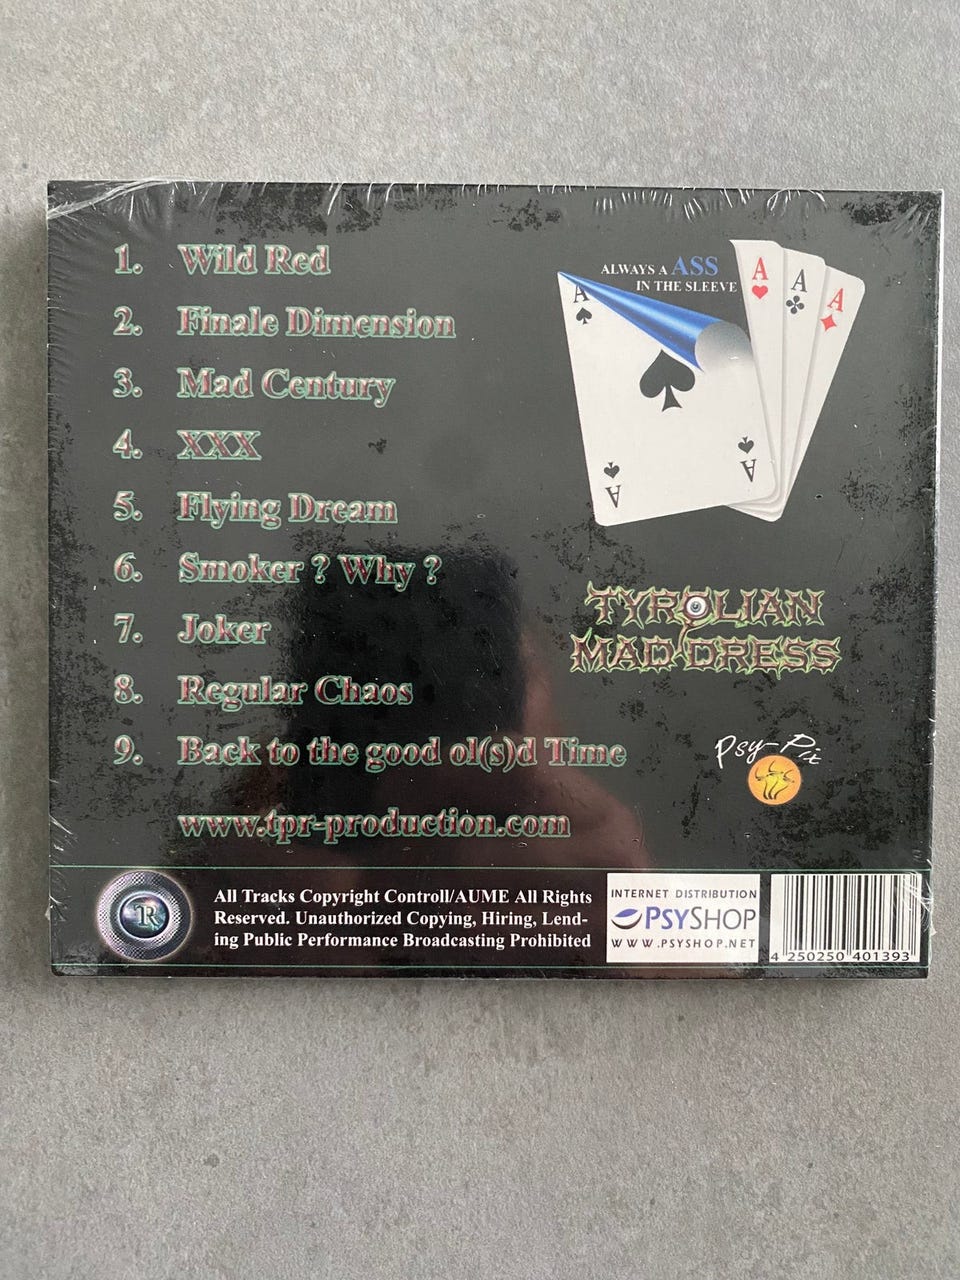 1. Wild Red
2. Finale Dimension
3. Mad Century
4. XXX
5. Flying Dream
6. Smoker ? Why ?
7. Joker
8. Regular Chaos
9. Back to the good ol(s)d Time
www.tpr-production.com
ALWAYS A ASS
IN THE SLEEVE
A
A
A
A
A
A
TYROLIAN
MAD DRESS
Psy-Pix
R
All Tracks Copyright Controll/AUME All Rights
Reserved. Unauthorized Copying, Hiring, Lend-
ing Public Performance Broadcasting Prohibited
INTERNET DISTRIBUTION
PSYSHOP
WWW.PSYSHOP.NET
4 250250 401393